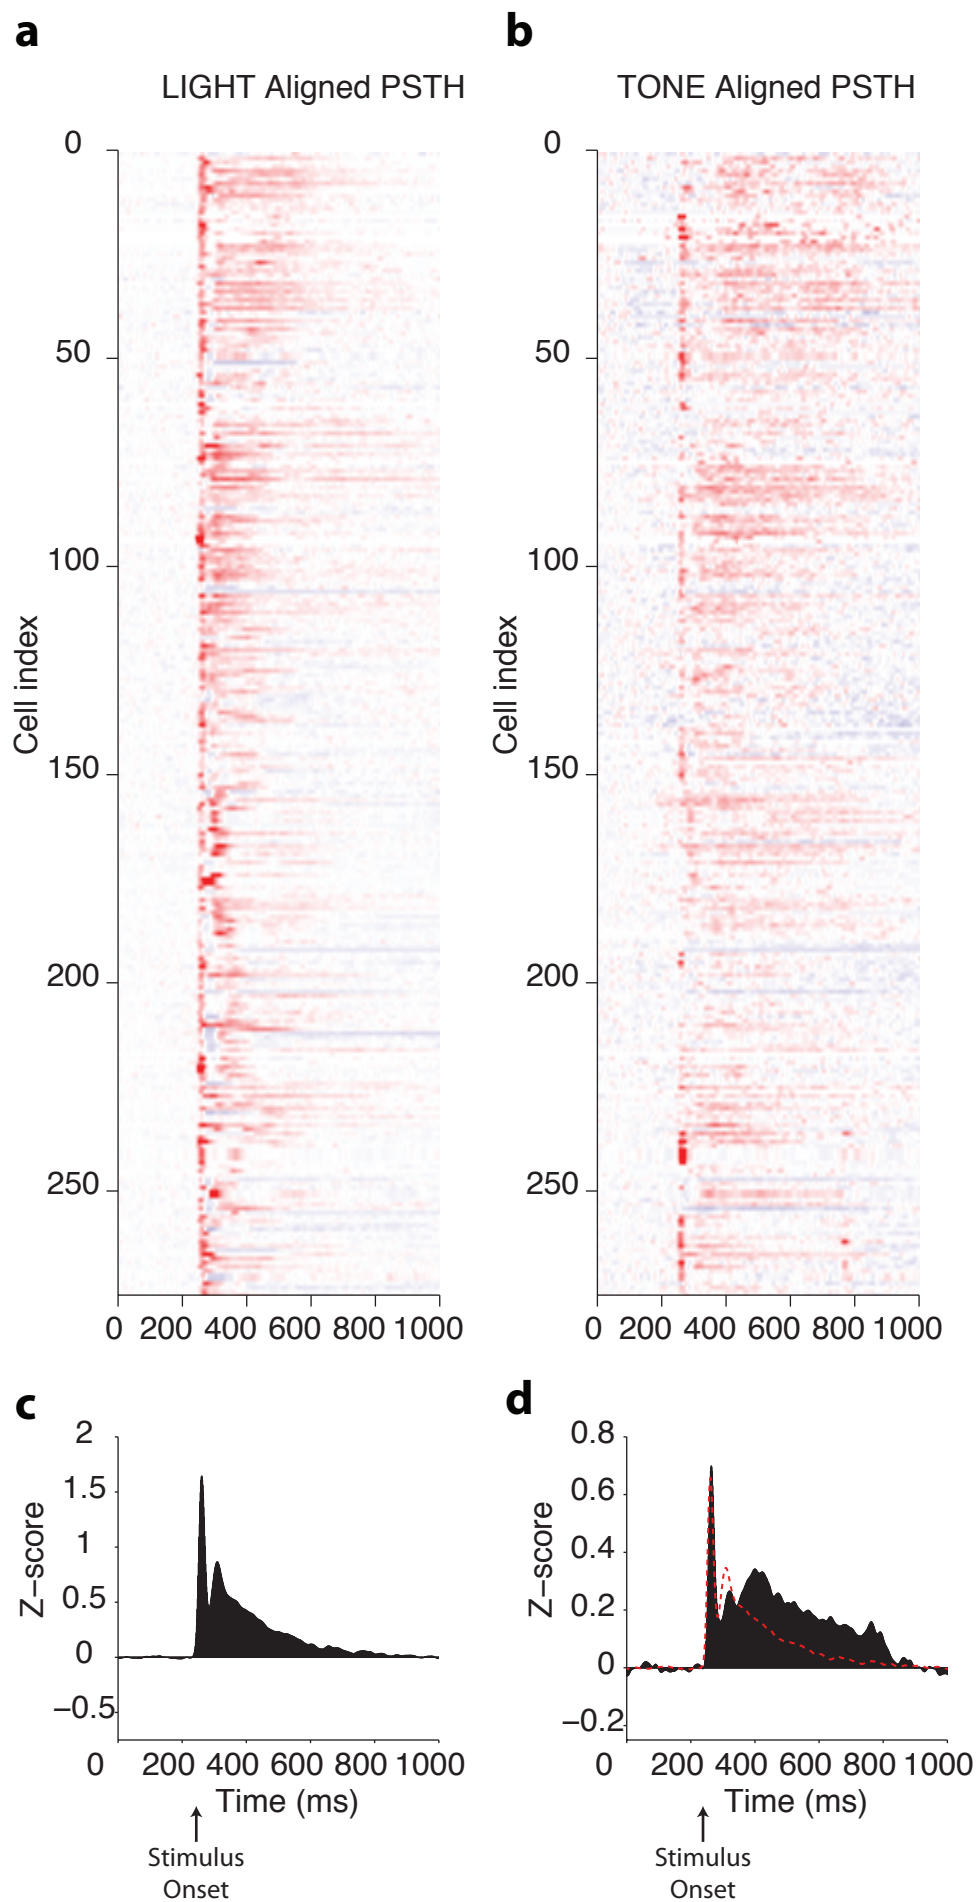 a
b
LIGHT Aligned PSTH
TONE Aligned PSTH
0
50
100
150
200
250
Cell index
0 200 400 600 800 1000
0
50
100
150
200
250
Cell index
0 200 400 600 800 1000
c
d
2
1.5
1
0.5
0
−0.5
Z−score
0 200 400 600 800 1000
Time (ms)
Stimulus
Onset
0.8
0.6
0.4
0.2
0
−0.2
Z−score
0 200 400 600 800 1000
Time (ms)
Stimulus
Onset